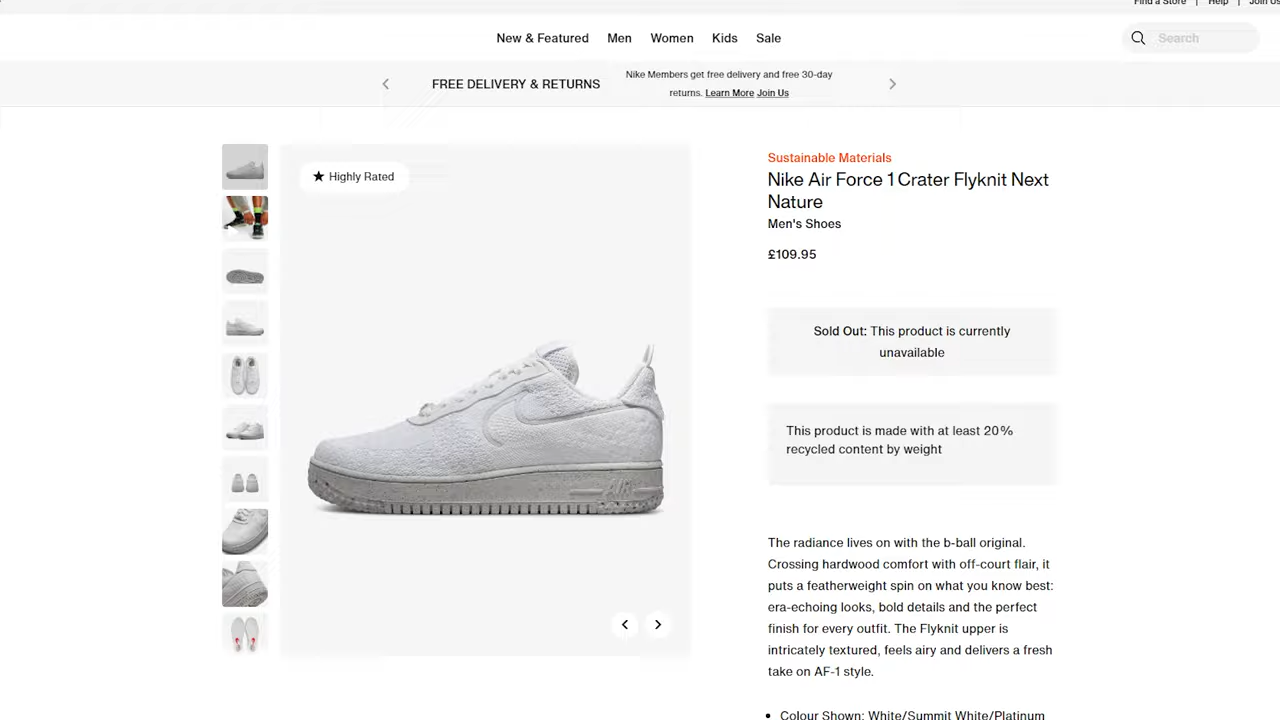 Find a Store | Help | Join Us
New & Featured Men Women Kids Sale
Search
FREE DELIVERY & RETURNS
Nike Members get free delivery and free 30-day
returns. Learn More Join Us
Highly Rated
Sustainable Materials
Nike Air Force 1 Crater Flyknit Next
Nature
Men's Shoes
£109.95
Sold Out: This product is currently
unavailable
This product is made with at least 20%
recycled content by weight
The radiance lives on with the b-ball original.
Crossing hardwood comfort with off-court flair, it
puts a featherweight spin on what you know best:
era-echoing looks, bold details and the perfect
finish for every outfit. The Flyknit upper is
intricately textured, feels airy and delivers a fresh
take on AF-1 style.
• Colour Shown: White/Summit White/Platinum
AIR